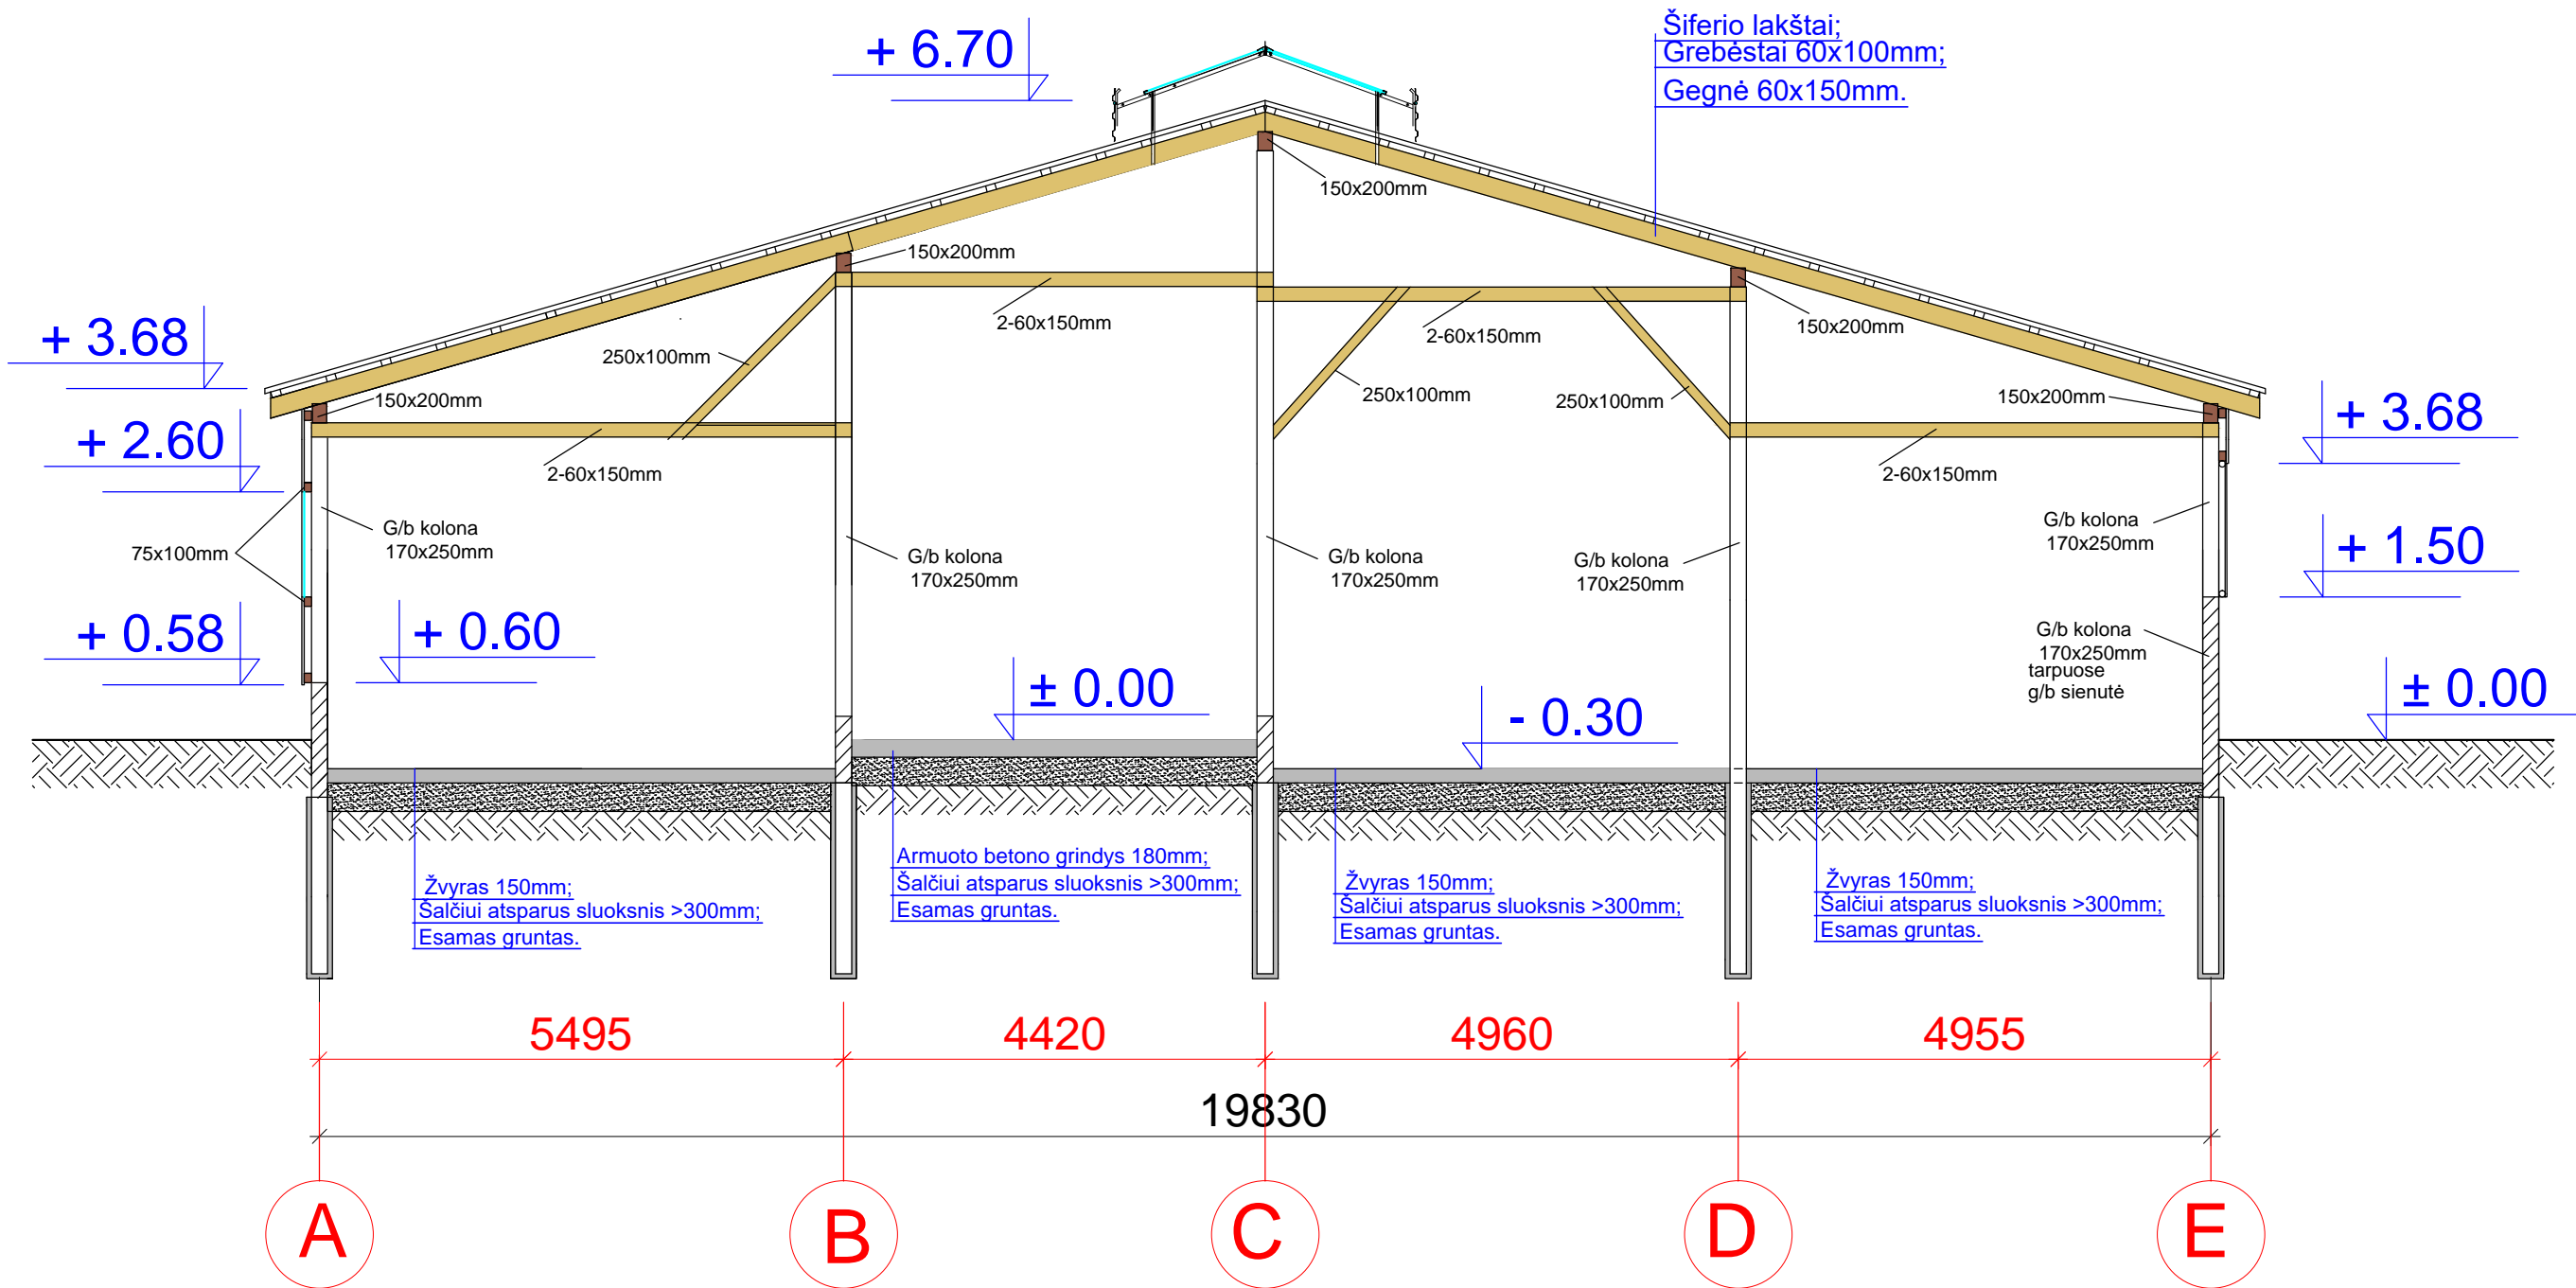 + 6.70
Šiferio lakštai;
Grebėstai 60x100mm;
Gegnė 60x150mm.
150x200mm
150x200mm
2-60x150mm
150x200mm
2-60x150mm
+ 3.68
250x100mm
250x100mm
250x100mm
150x200mm
150x200mm
+ 3.68
+ 2.60
2-60x150mm
2-60x150mm
G/b kolona
170x250mm
G/b kolona
170x250mm
G/b kolona
170x250mm
G/b kolona
170x250mm
G/b kolona
170x250mm
75x100mm
+ 1.50
+ 0.58
+ 0.60
G/b kolona
170x250mm
tarpuose
g/b sienutė
± 0.00
- 0.30
± 0.00
Žvyras 150mm;
Šalčiui atsparus sluoksnis >300mm;
Esamas gruntas.
Armuoto betono grindys 180mm;
Šalčiui atsparus sluoksnis >300mm;
Esamas gruntas.
Žvyras 150mm;
Šalčiui atsparus sluoksnis >300mm;
Esamas gruntas.
Žvyras 150mm;
Šalčiui atsparus sluoksnis >300mm;
Esamas gruntas.
5495
4420
4960
4955
19830
A
B
C
D
E